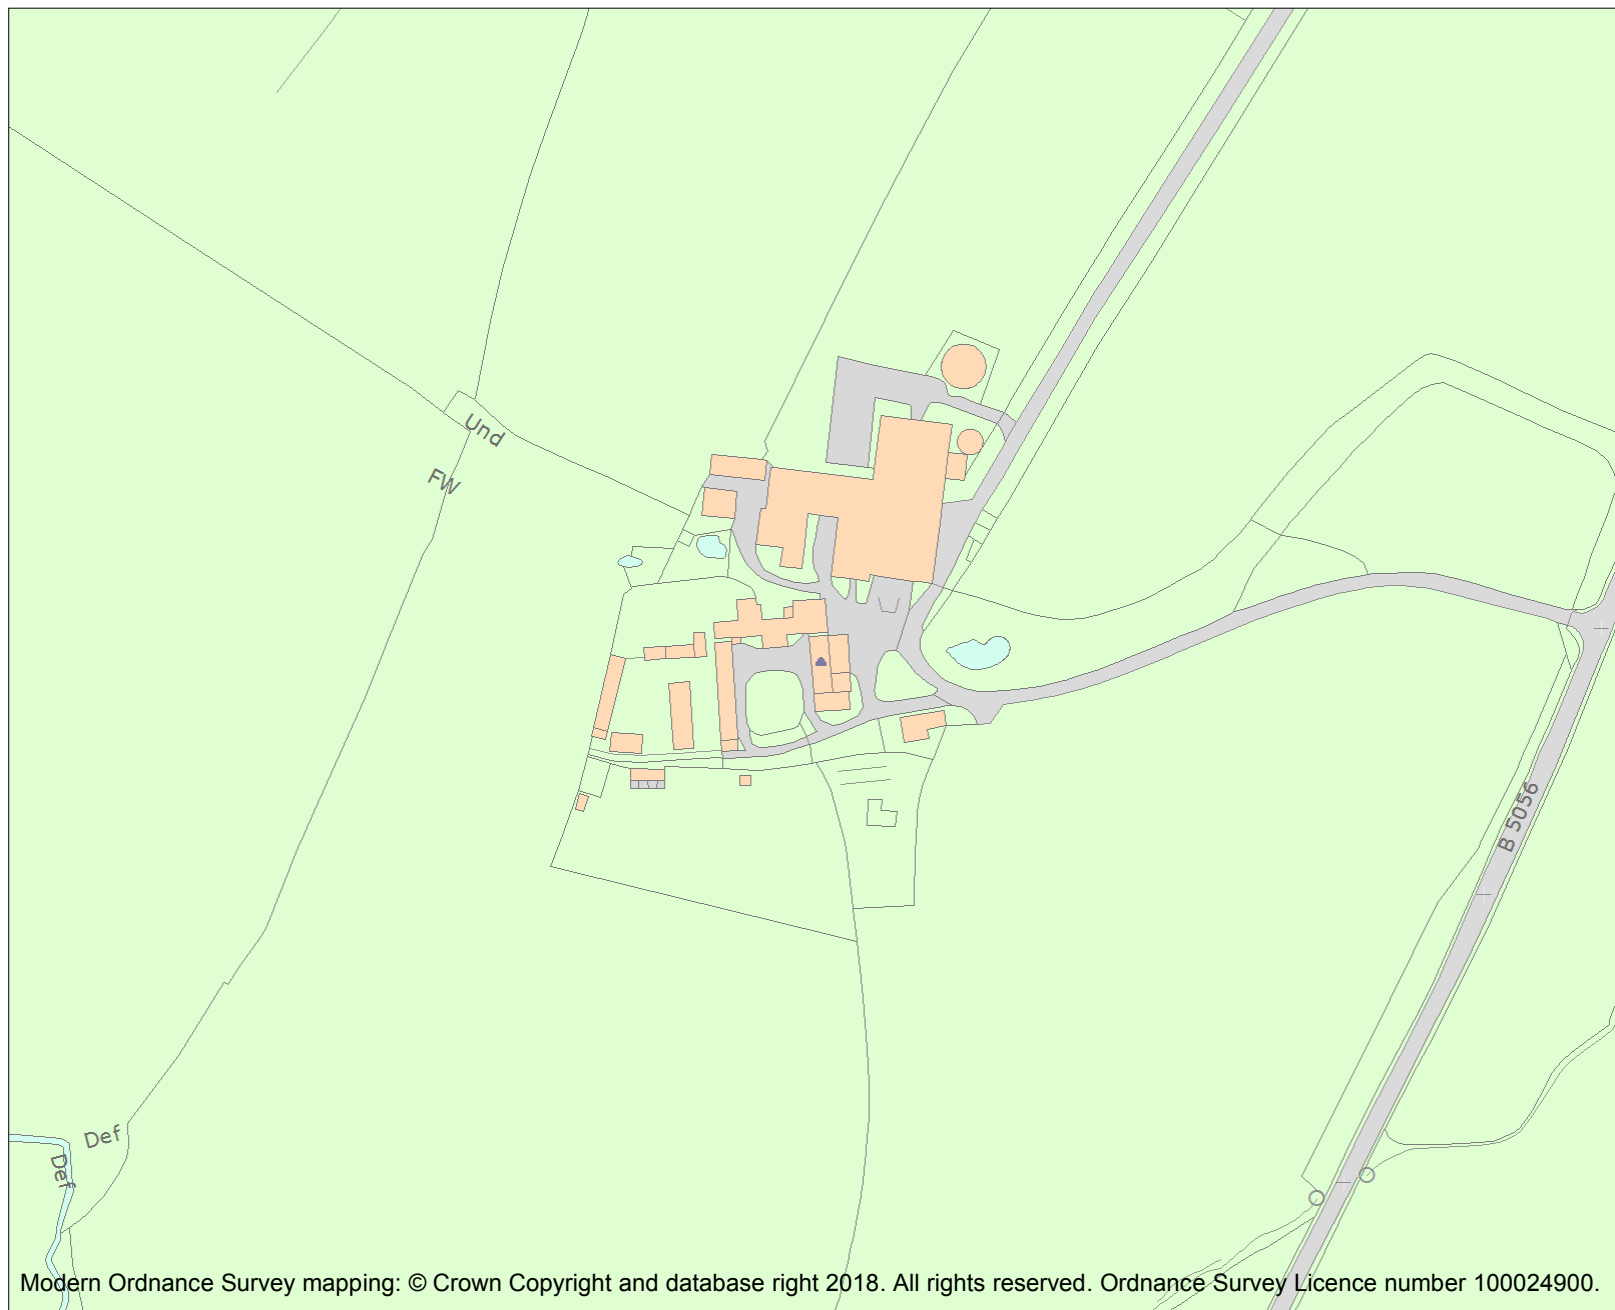 Und
FW
B 5056
Def
Def
Modern Ordnance Survey mapping: © Crown Copyright and database right 2018. All rights reserved. Ordnance Survey Licence number 100024900.